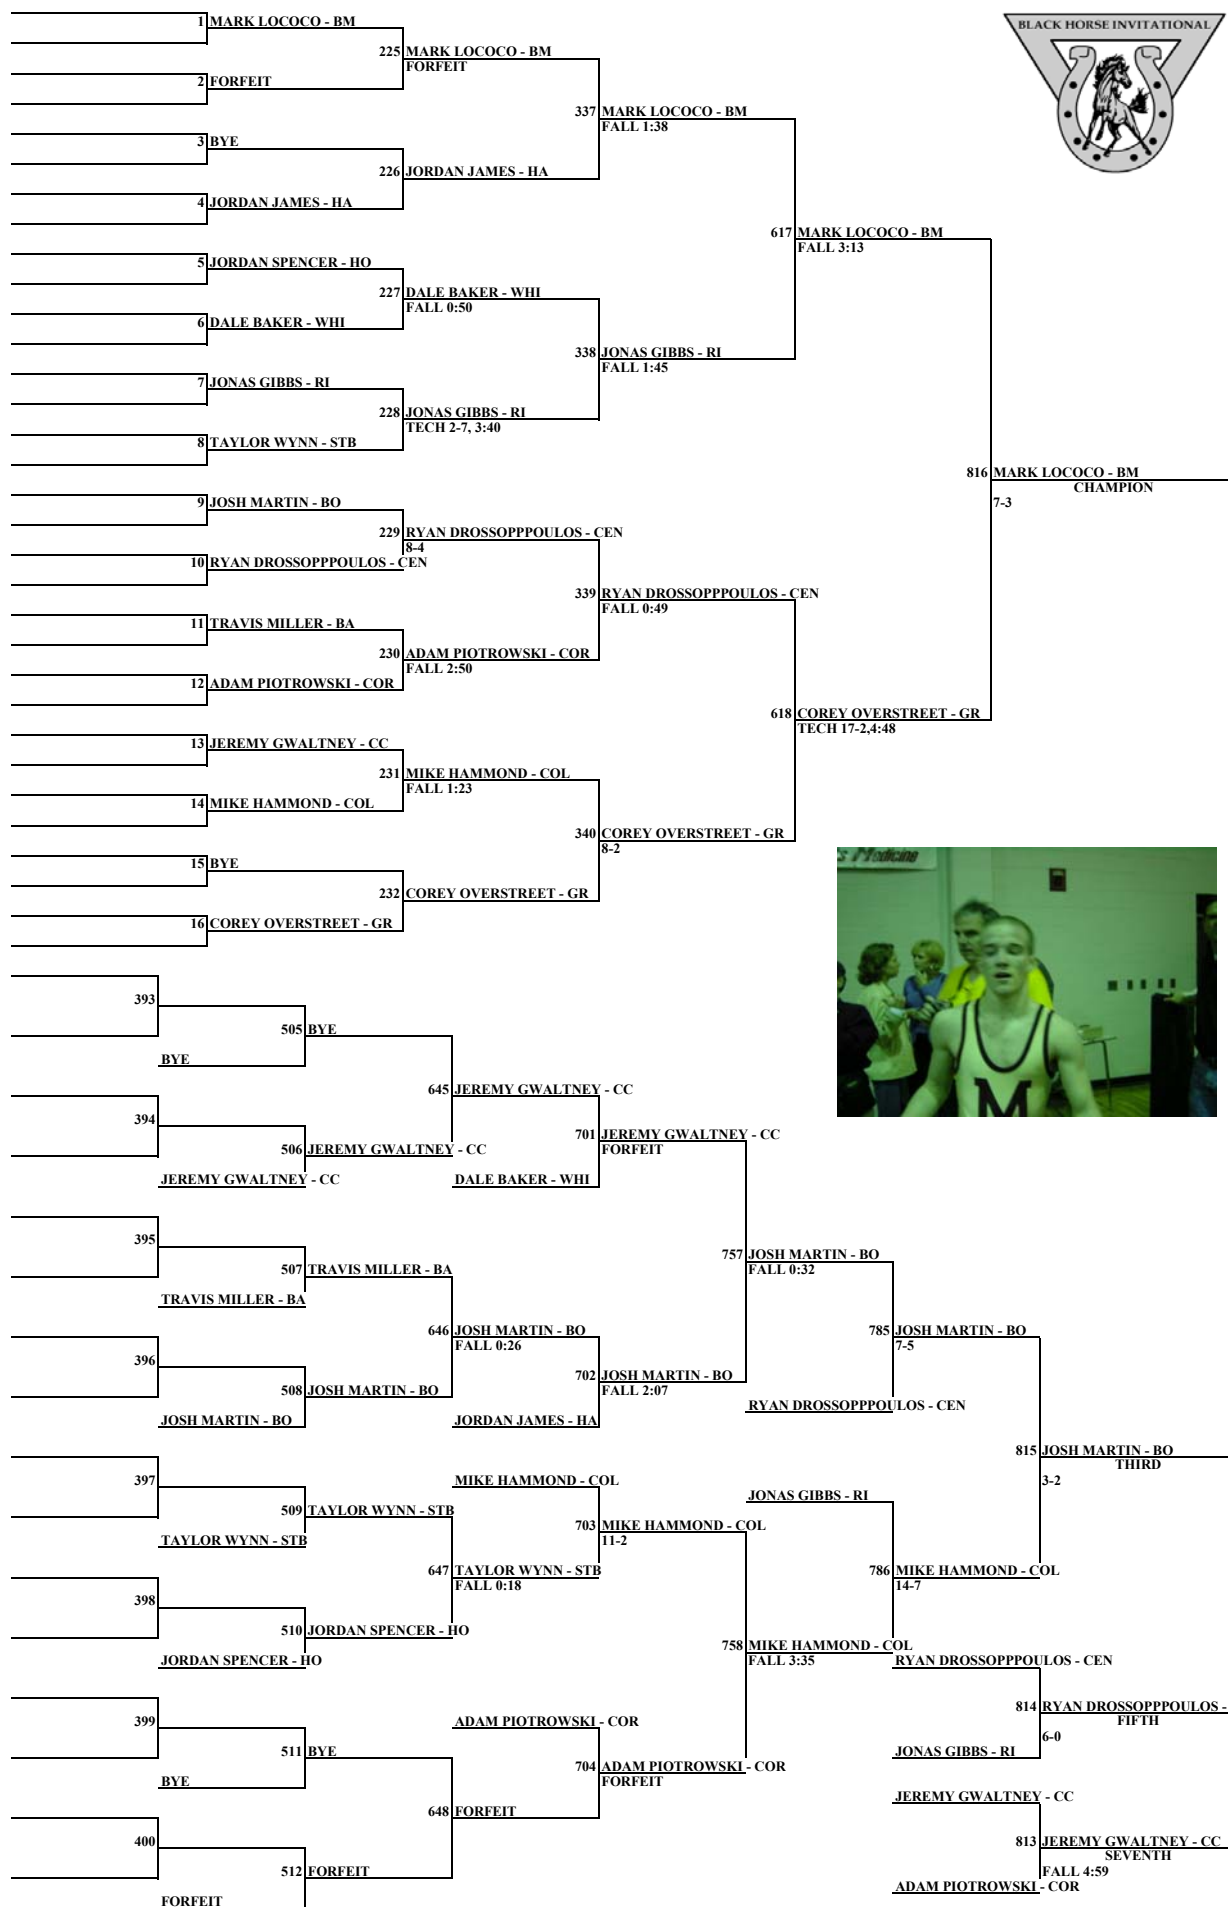 BLACK HORSE INVITATIONAL
1 MARK LOCOCO - BM
225 MARK LOCOCO - BM
FORFEIT
2 FORFEIT
337 MARK LOCOCO - BM
FALL 1:38
3 BYE
226 JORDAN JAMES - HA
4 JORDAN JAMES - HA
617 MARK LOCOCO - BM
FALL 3:13
5 JORDAN SPENCER - HO
227 DALE BAKER - WHI
FALL 0:50
6 DALE BAKER - WHI
338 JONAS GIBBS - RI
FALL 1:45
7 JONAS GIBBS - RI
228 JONAS GIBBS - RI
TECH 2-7, 3:40
8 TAYLOR WYNN - STB
816 MARK LOCOCO - BM
CHAMPION
7-3
9 JOSH MARTIN - BO
229 RYAN DROSSOPPPOULOS - CEN
8-4
10 RYAN DROSSOPPPOULOS - CEN
339 RYAN DROSSOPPPOULOS - CEN
FALL 0:49
11 TRAVIS MILLER - BA
230 ADAM PIOTROWSKI - COR
FALL 2:50
12 ADAM PIOTROWSKI - COR
618 COREY OVERSTREET - GR
TECH 17-2,4:48
13 JEREMY GWALTNEY - CC
231 MIKE HAMMOND - COL
FALL 1:23
14 MIKE HAMMOND - COL
340 COREY OVERSTREET - GR
8-2
15 BYE
232 COREY OVERSTREET - GR
16 COREY OVERSTREET - GR
s Medicine
M
393
505 BYE
BYE
645 JEREMY GWALTNEY - CC
394
701 JEREMY GWALTNEY - CC
FORFEIT
506 JEREMY GWALTNEY - CC
JEREMY GWALTNEY - CC
DALE BAKER - WHI
395
757 JOSH MARTIN - BO
FALL 0:32
507 TRAVIS MILLER - BA
TRAVIS MILLER - BA
646 JOSH MARTIN - BO
FALL 0:26
785 JOSH MARTIN - BO
7-5
396
702 JOSH MARTIN - BO
FALL 2:07
508 JOSH MARTIN - BO
JOSH MARTIN - BO
JORDAN JAMES - HA
RYAN DROSSOPPPOULOS - CEN
815 JOSH MARTIN - BO
THIRD
3-2
397
MIKE HAMMOND - COL
JONAS GIBBS - RI
509 TAYLOR WYNN - STB
703 MIKE HAMMOND - COL
11-2
TAYLOR WYNN - STB
647 TAYLOR WYNN - STB
FALL 0:18
786 MIKE HAMMOND - COL
14-7
398
510 JORDAN SPENCER - HO
758 MIKE HAMMOND - COL
FALL 3:35
JORDAN SPENCER - HO
RYAN DROSSOPPPOULOS - CEN
814 RYAN DROSSOPPPOULOS -
FIFTH
6-0
399
ADAM PIOTROWSKI - COR
511 BYE
JONAS GIBBS - RI
704 ADAM PIOTROWSKI - COR
FORFEIT
BYE
JEREMY GWALTNEY - CC
648 FORFEIT
400
813 JEREMY GWALTNEY - CC
SEVENTH
FALL 4:59
512 FORFEIT
ADAM PIOTROWSKI - COR
FORFEIT